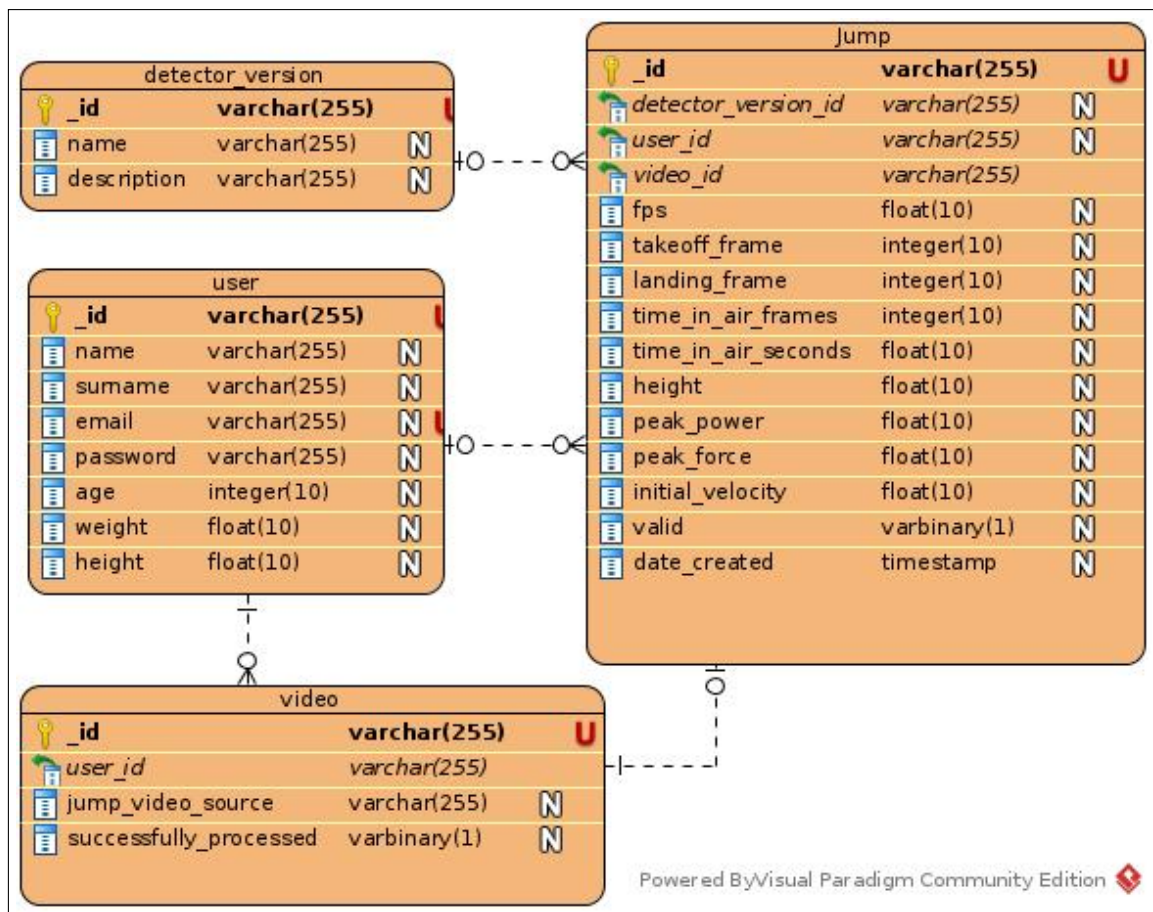 detector_version
_id varchar(255) U
name varchar(255) N
description varchar(255) N
Jump
_id varchar(255) U
detector_version_id varchar(255) N
user_id varchar(255) N
video_id varchar(255)
fps float(10) N
takeoff_frame integer(10) N
landing_frame integer(10) N
time_in_air_frames integer(10) N
time_in_air_seconds float(10) N
height float(10) N
peak_power float(10) N
peak_force float(10) N
initial_velocity float(10) N
valid varbinary(1) N
date_created timestamp N
user
_id varchar(255) U
name varchar(255) N
surname varchar(255) N
email varchar(255) N U
password varchar(255) N
age integer(10) N
weight float(10) N
height float(10) N
video
_id varchar(255) U
user_id varchar(255)
jump_video_source varchar(255) N
successfully_processed varbinary(1) N
Powered ByVisual Paradigm Community Edition